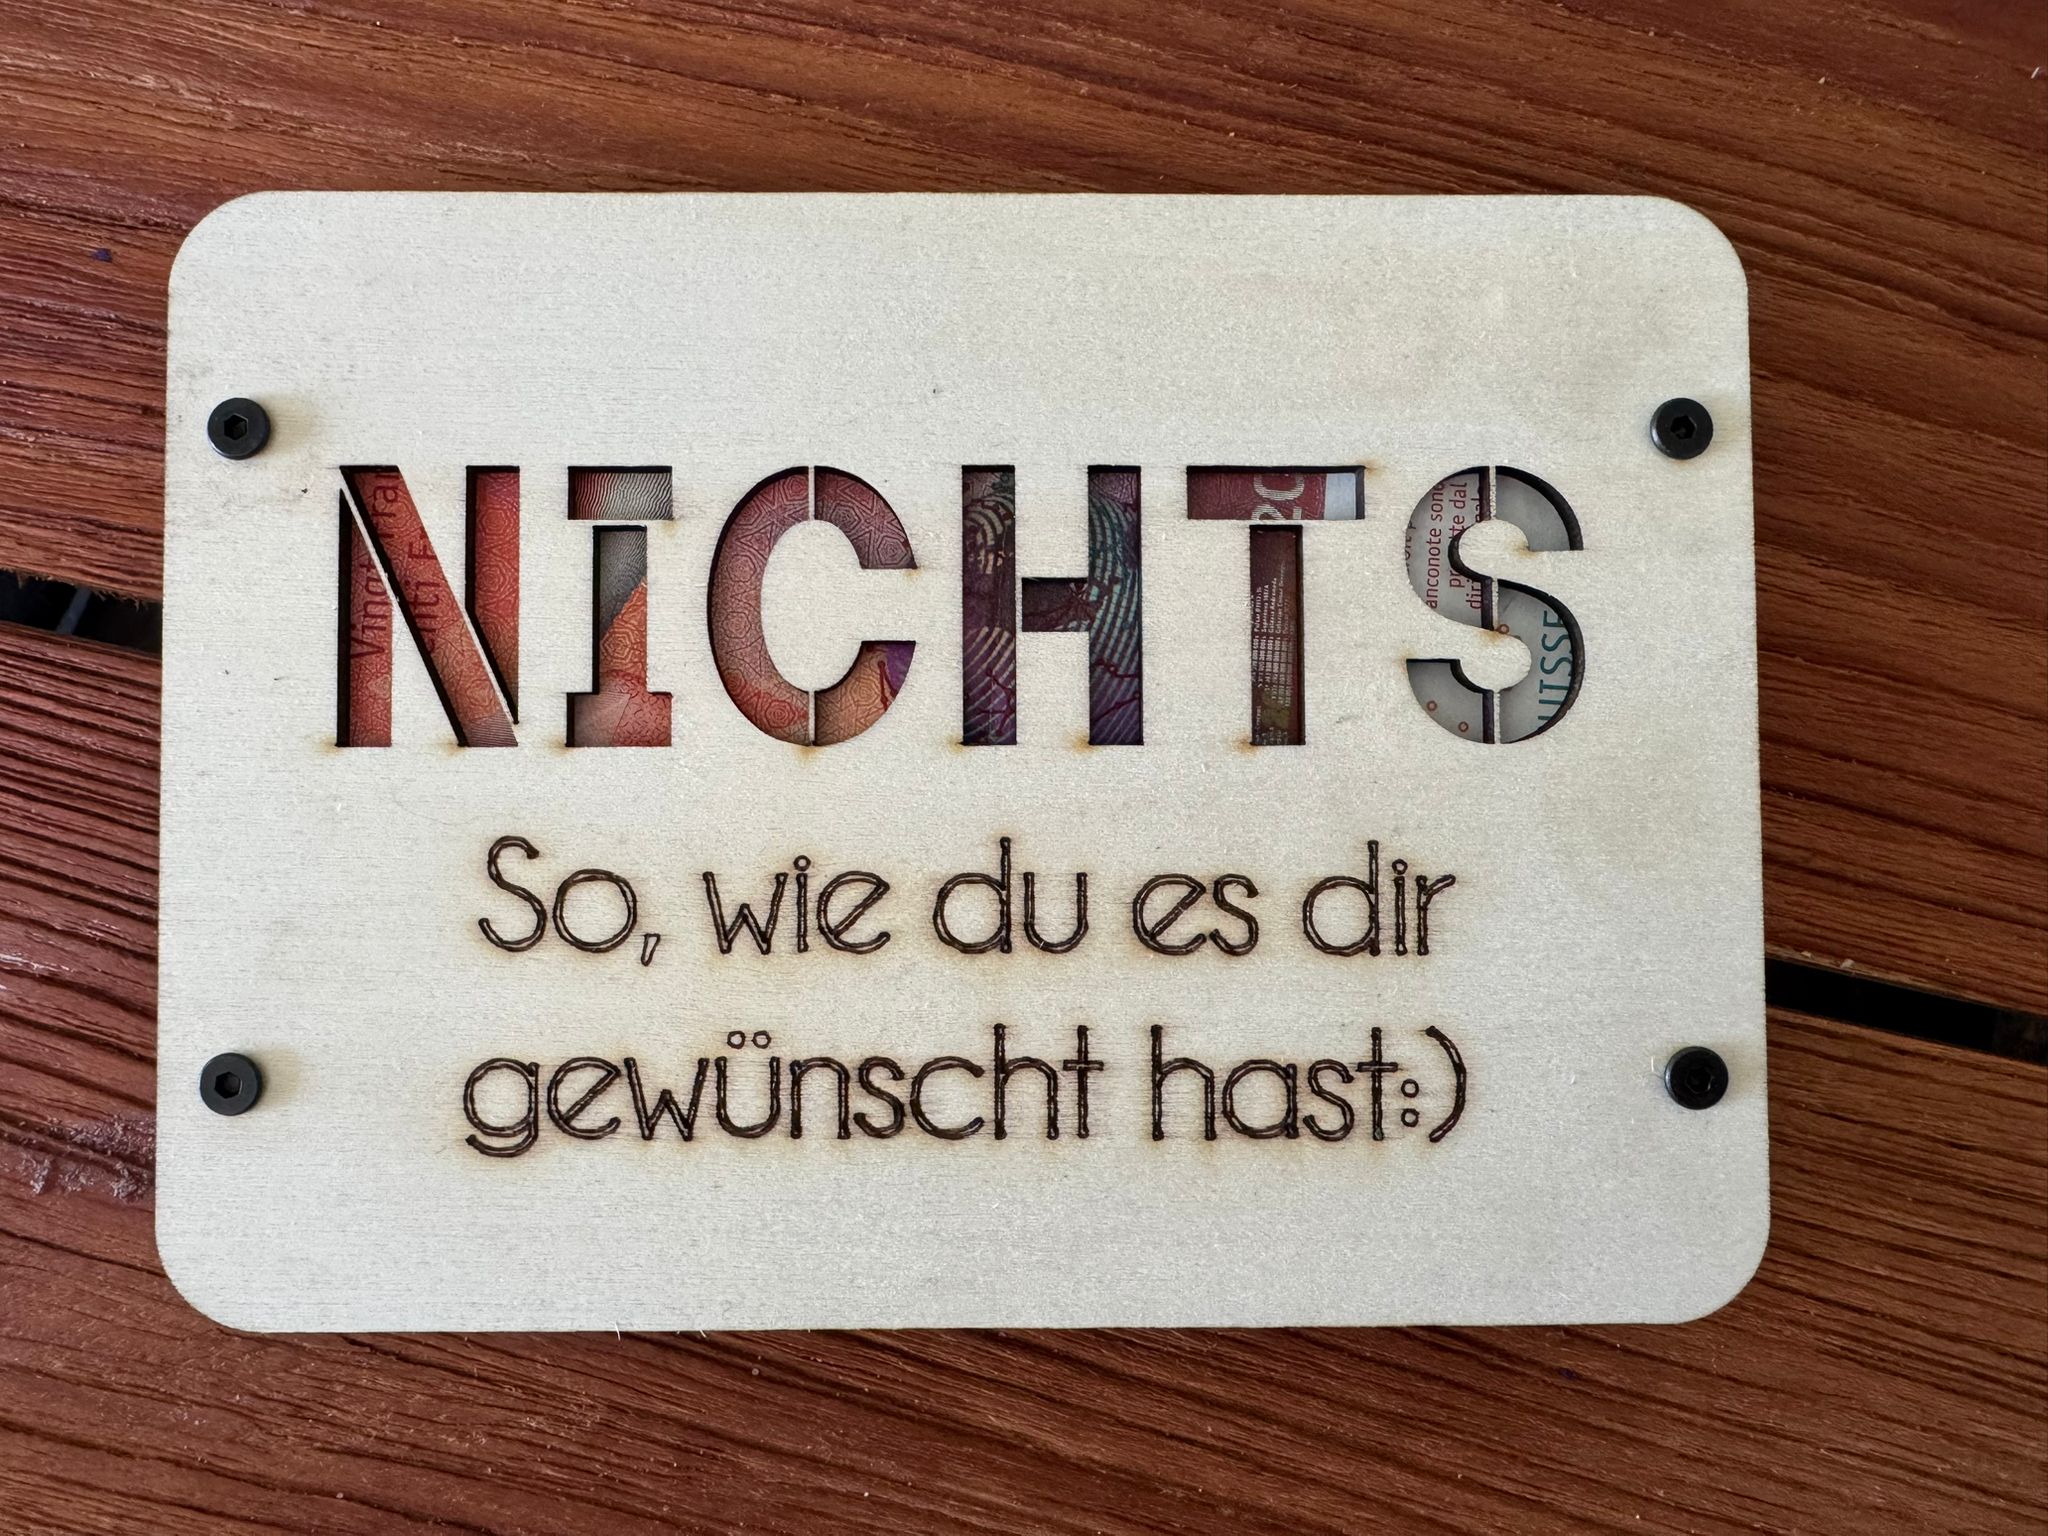 NICHTS
So, wie du es dir
gewünscht hast:)